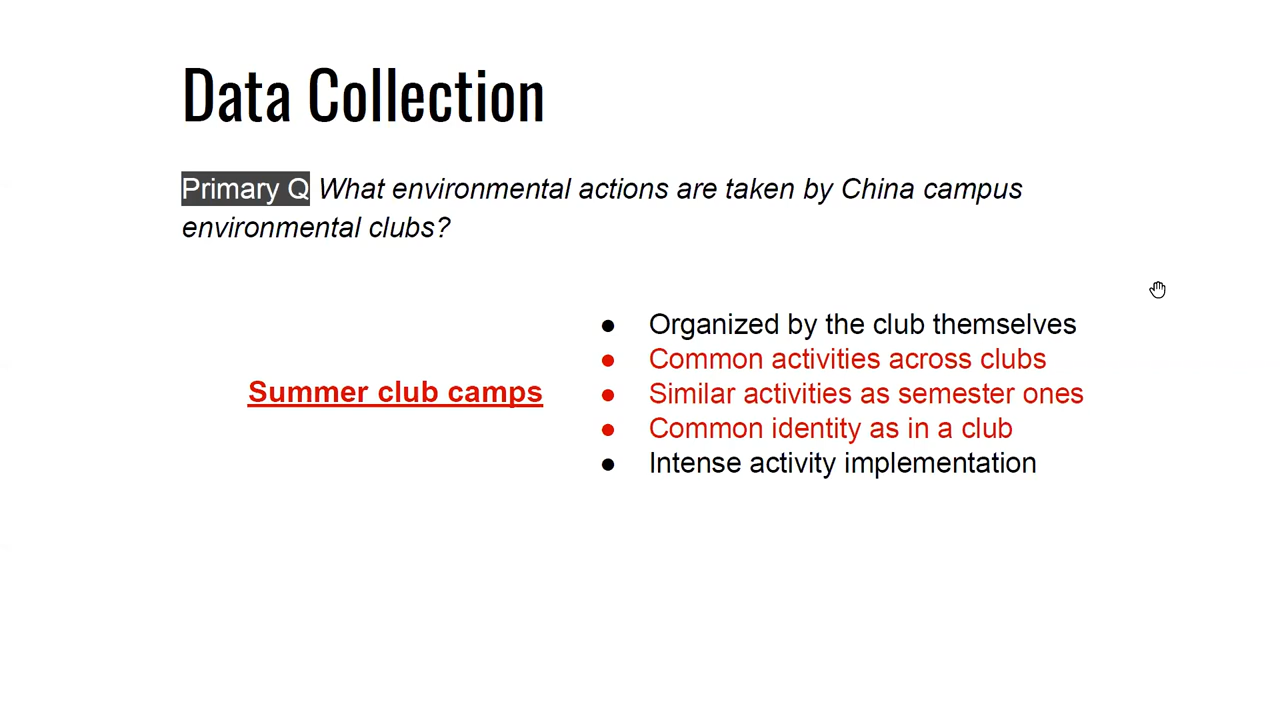 Data Collection
Primary Q What environmental actions are taken by China campus
environmental clubs?
Summer club camps
● Organized by the club themselves
● Common activities across clubs
● Similar activities as semester ones
● Common identity as in a club
● Intense activity implementation